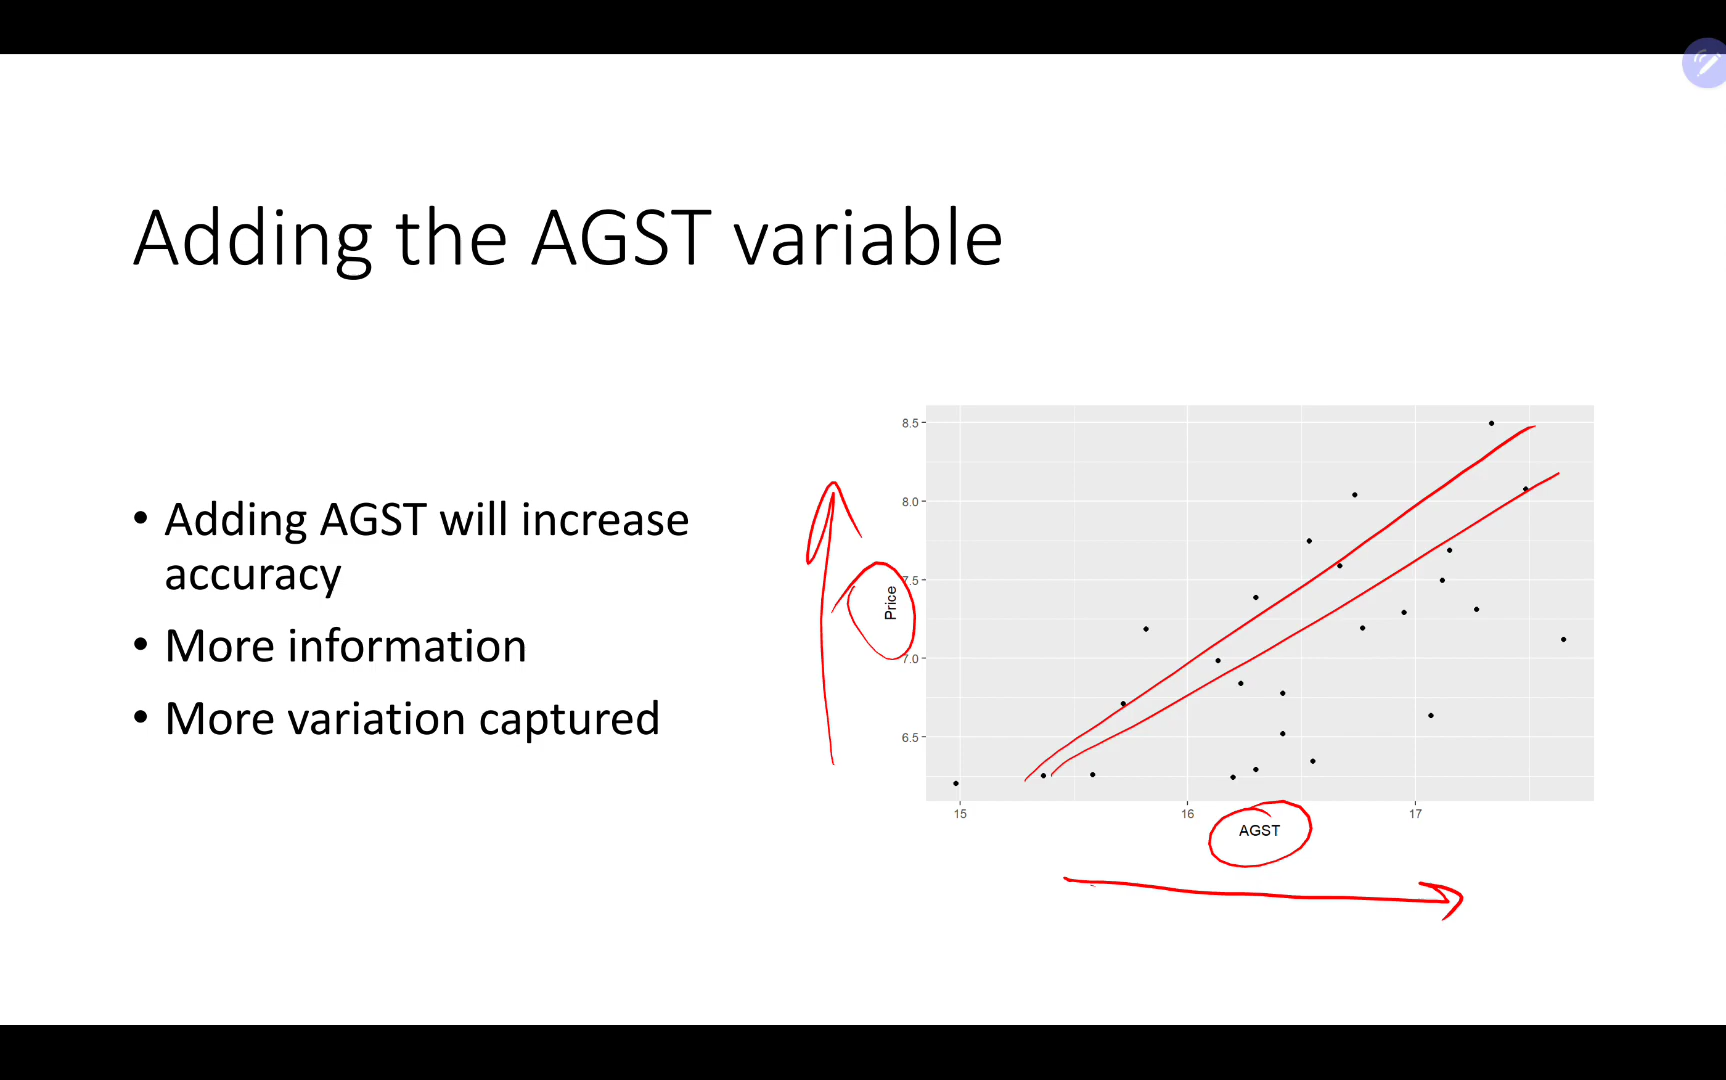 Adding the AGST variable
• Adding AGST will increase
accuracy
• More information
• More variation captured
8.5
8.0
7.5
7.0
6.5
Price
15 16 17
AGST